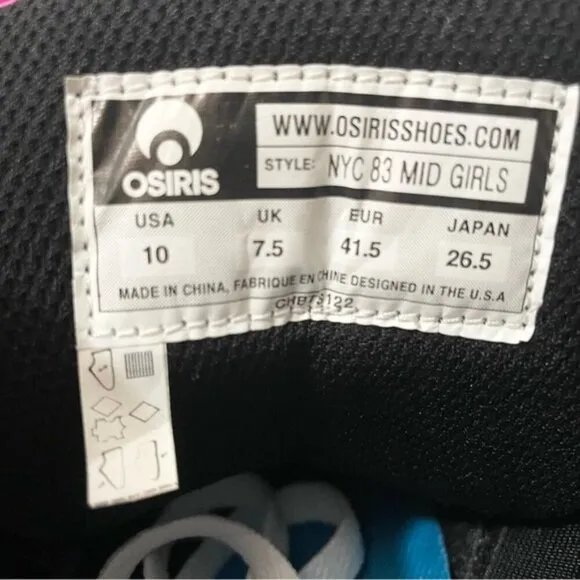 OSIRIS
WWW.OSIRISSHOES.COM
STYLE: NYC 83 MID GIRLS
USA UK EUR JAPAN
10 7.5 41.5 26.5
MADE IN CHINA, FABRIQUE EN CHINE DESIGNED IN THE U.S.A